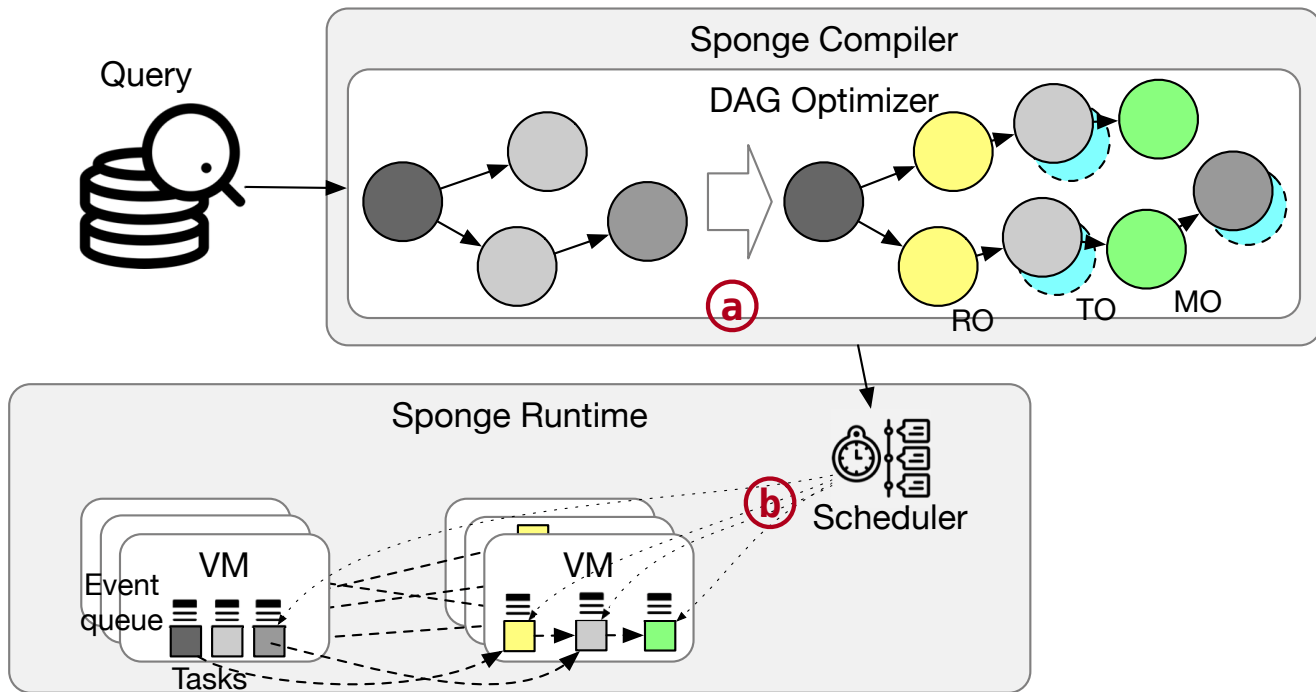 Sponge Compiler
Query
DAG Optimizer
a
RO
TO
MO
Sponge Runtime
b
Scheduler
VM
VM
Event
queue
Tasks